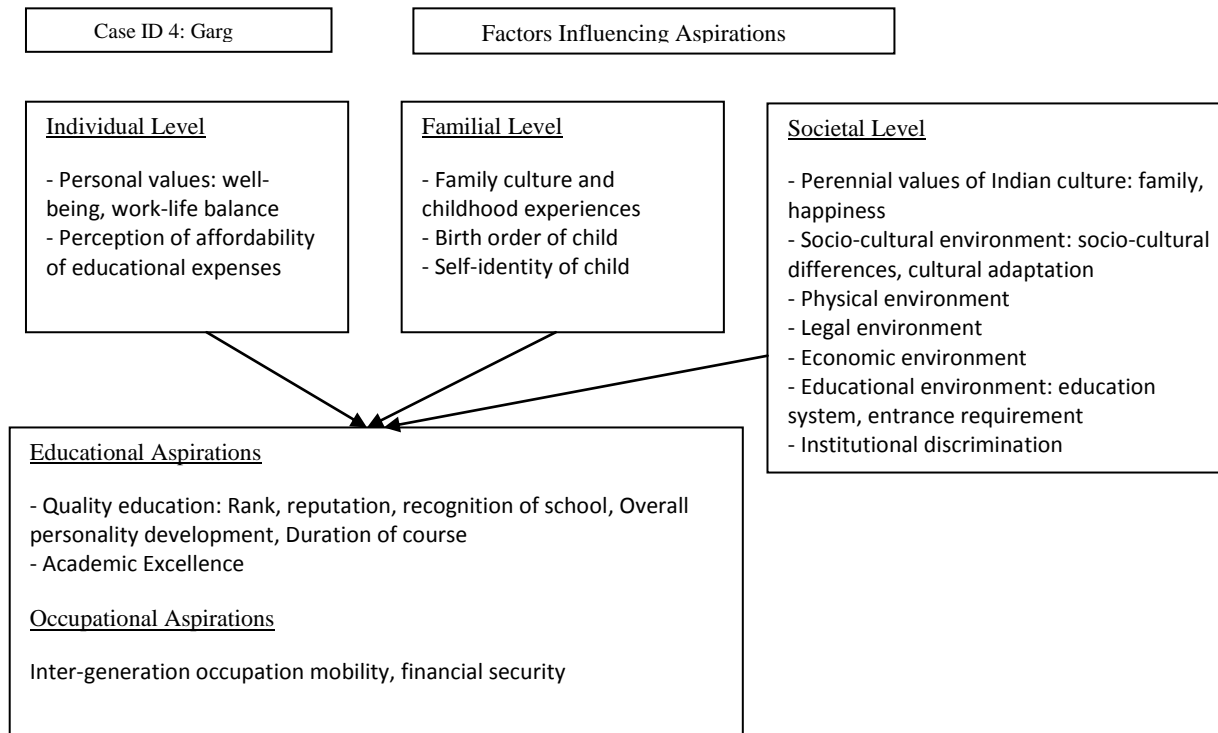 Case ID 4: Garg
Factors Influencing Aspirations
Individual Level
- Personal values: well-
being, work-life balance
- Perception of affordability
of educational expenses
Familial Level
- Family culture and
childhood experiences
- Birth order of child
- Self-identity of child
Societal Level
- Perennial values of Indian culture: family,
happiness
- Socio-cultural environment: socio-cultural
differences, cultural adaptation
- Physical environment
- Legal environment
- Economic environment
- Educational environment: education
system, entrance requirement
- Institutional discrimination
Educational Aspirations
- Quality education: Rank, reputation, recognition of school, Overall
personality development, Duration of course
- Academic Excellence
Occupational Aspirations
Inter-generation occupation mobility, financial security